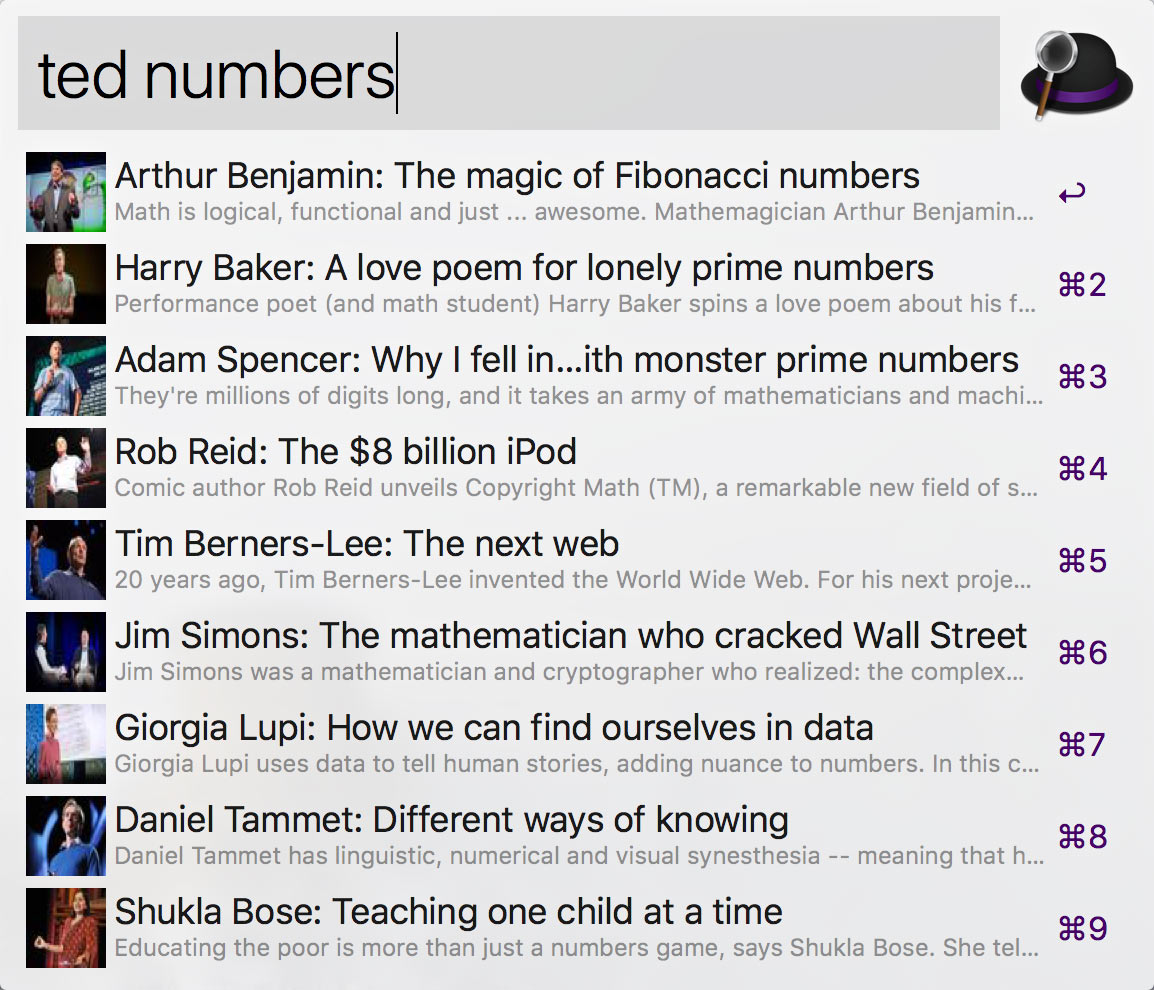 ted numbers
Arthur Benjamin: The magic of Fibonacci numbers
Math is logical, functional and just ... awesome. Mathemagician Arthur Benjamin...
↩
Harry Baker: A love poem for lonely prime numbers
Performance poet (and math student) Harry Baker spins a love poem about his f...
⌘2
Adam Spencer: Why I fell in...ith monster prime numbers
They're millions of digits long, and it takes an army of mathematicians and machi...
⌘3
Rob Reid: The $8 billion iPod
Comic author Rob Reid unveils Copyright Math (TM), a remarkable new field of s...
⌘4
Tim Berners-Lee: The next web
20 years ago, Tim Berners-Lee invented the World Wide Web. For his next proje...
⌘5
Jim Simons: The mathematician who cracked Wall Street
Jim Simons was a mathematician and cryptographer who realized: the complex...
⌘6
Giorgia Lupi: How we can find ourselves in data
Giorgia Lupi uses data to tell human stories, adding nuance to numbers. In this c...
⌘7
Daniel Tammet: Different ways of knowing
Daniel Tammet has linguistic, numerical and visual synesthesia -- meaning that h...
⌘8
Shukla Bose: Teaching one child at a time
Educating the poor is more than just a numbers game, says Shukla Bose. She tel...
⌘9